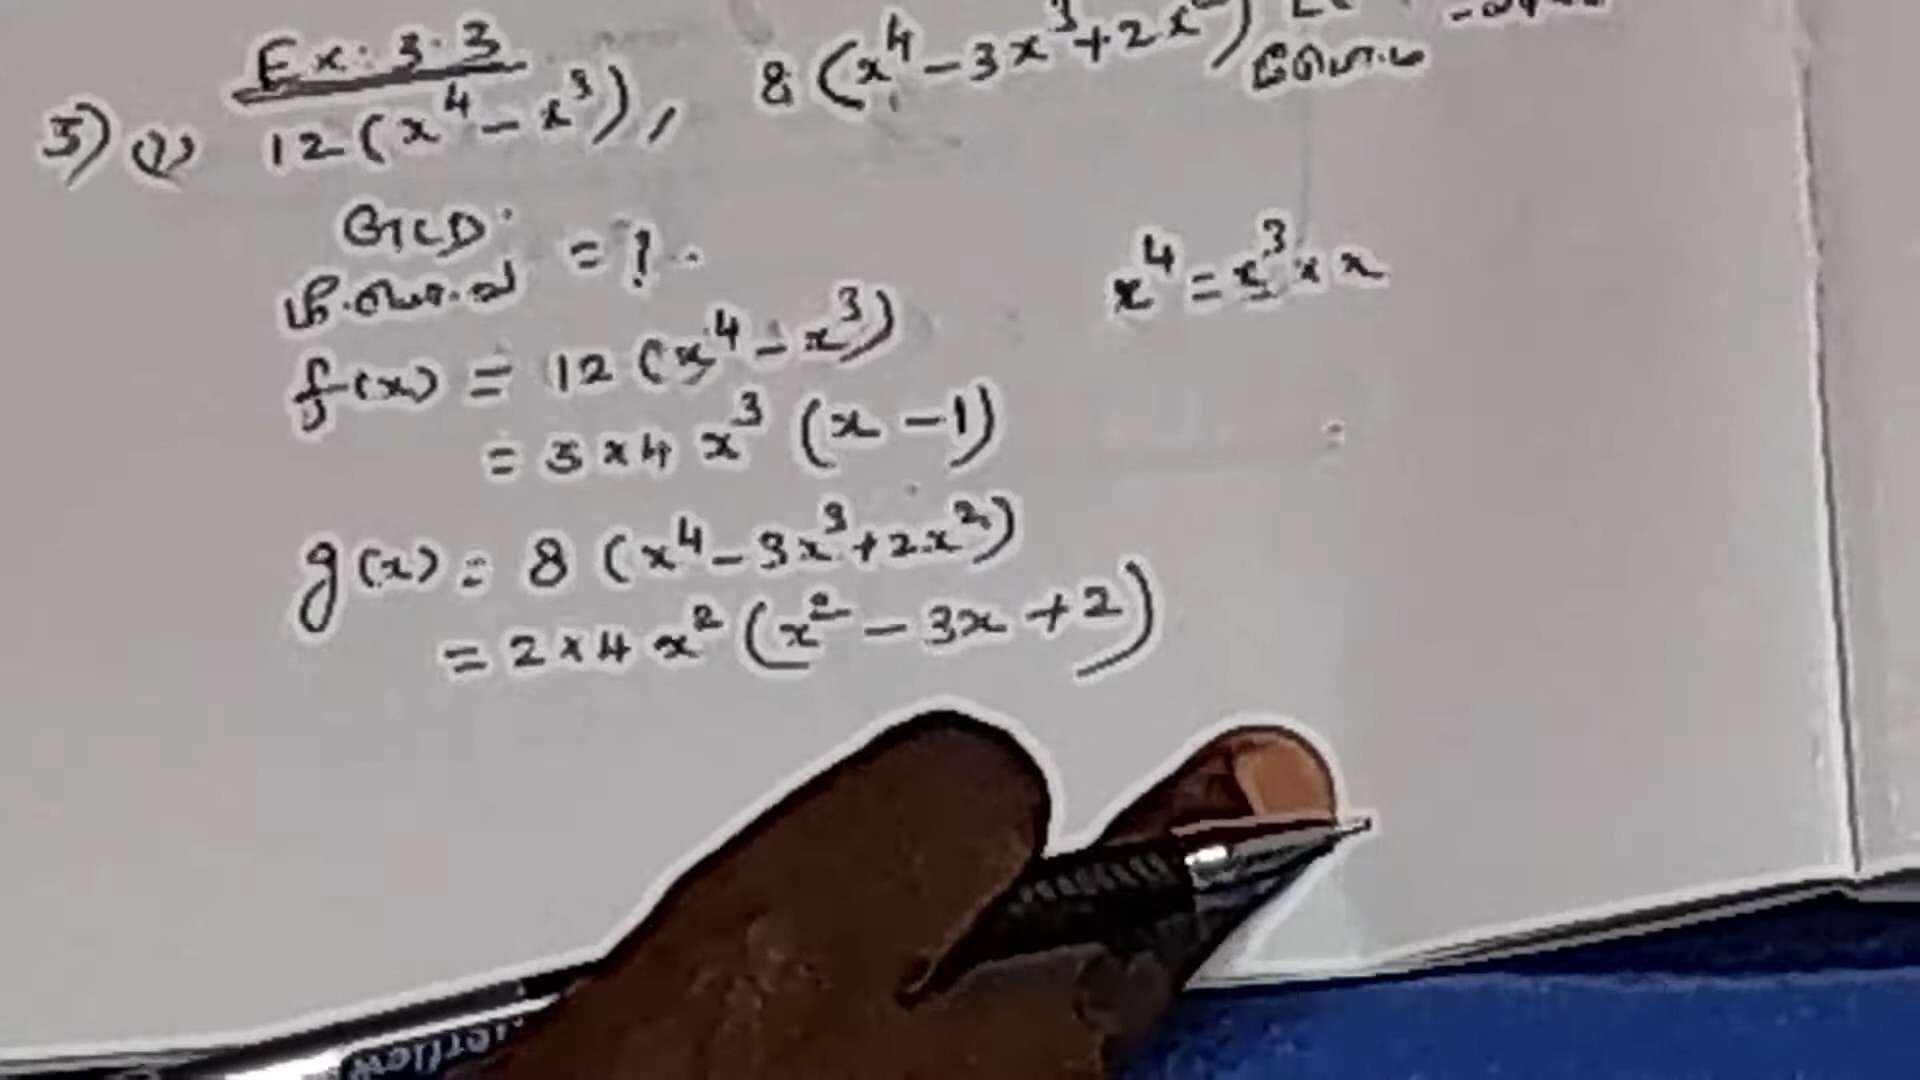 Ex: 3.3
3) (i) 12(x⁴ - x³), 8(x⁴ - 3x³ + 2x²)
GCD
மீ.பொ.வ = ?
x⁴ = x³ × x
f(x) = 12(x⁴ - x³)
= 3×4 x³ (x - 1)
g(x) = 8(x⁴ - 3x³ + 2x²)
= 2×4 x² (x² - 3x + 2)